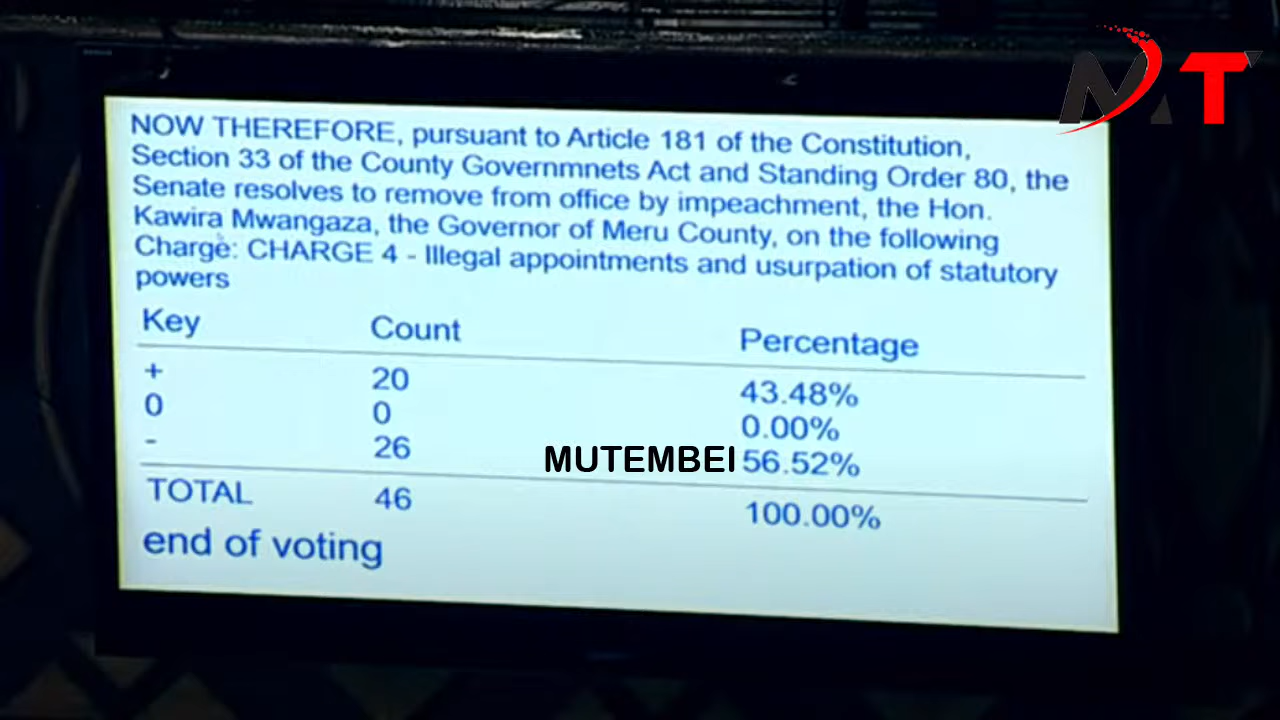 MT
NOW THEREFORE, pursuant to Article 181 of the Constitution,
Section 33 of the County Governmnets Act and Standing Order 80, the
Senate resolves to remove from office by impeachment, the Hon.
Kawira Mwangaza, the Governor of Meru County, on the following
Charge: CHARGE 4 - Illegal appointments and usurpation of statutory
powers
Key Count Percentage
+ 20 43.48%
0 0 0.00%
- 26 MUTEMBEI 56.52%
TOTAL 46 100.00%
end of voting